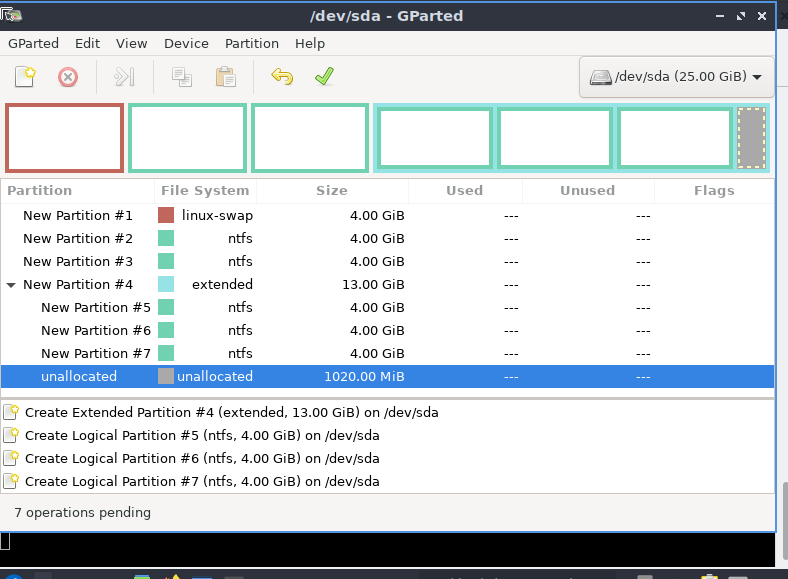 /dev/sda - GParted
GParted Edit View Device Partition Help
/dev/sda (25.00 GiB)
Partition File System Size Used Unused Flags
New Partition #1 linux-swap 4.00 GiB --- ---
New Partition #2 ntfs 4.00 GiB --- ---
New Partition #3 ntfs 4.00 GiB --- ---
New Partition #4 extended 13.00 GiB --- ---
New Partition #5 ntfs 4.00 GiB --- ---
New Partition #6 ntfs 4.00 GiB --- ---
New Partition #7 ntfs 4.00 GiB --- ---
unallocated unallocated 1020.00 MiB --- ---
Create Extended Partition #4 (extended, 13.00 GiB) on /dev/sda
Create Logical Partition #5 (ntfs, 4.00 GiB) on /dev/sda
Create Logical Partition #6 (ntfs, 4.00 GiB) on /dev/sda
Create Logical Partition #7 (ntfs, 4.00 GiB) on /dev/sda
7 operations pending